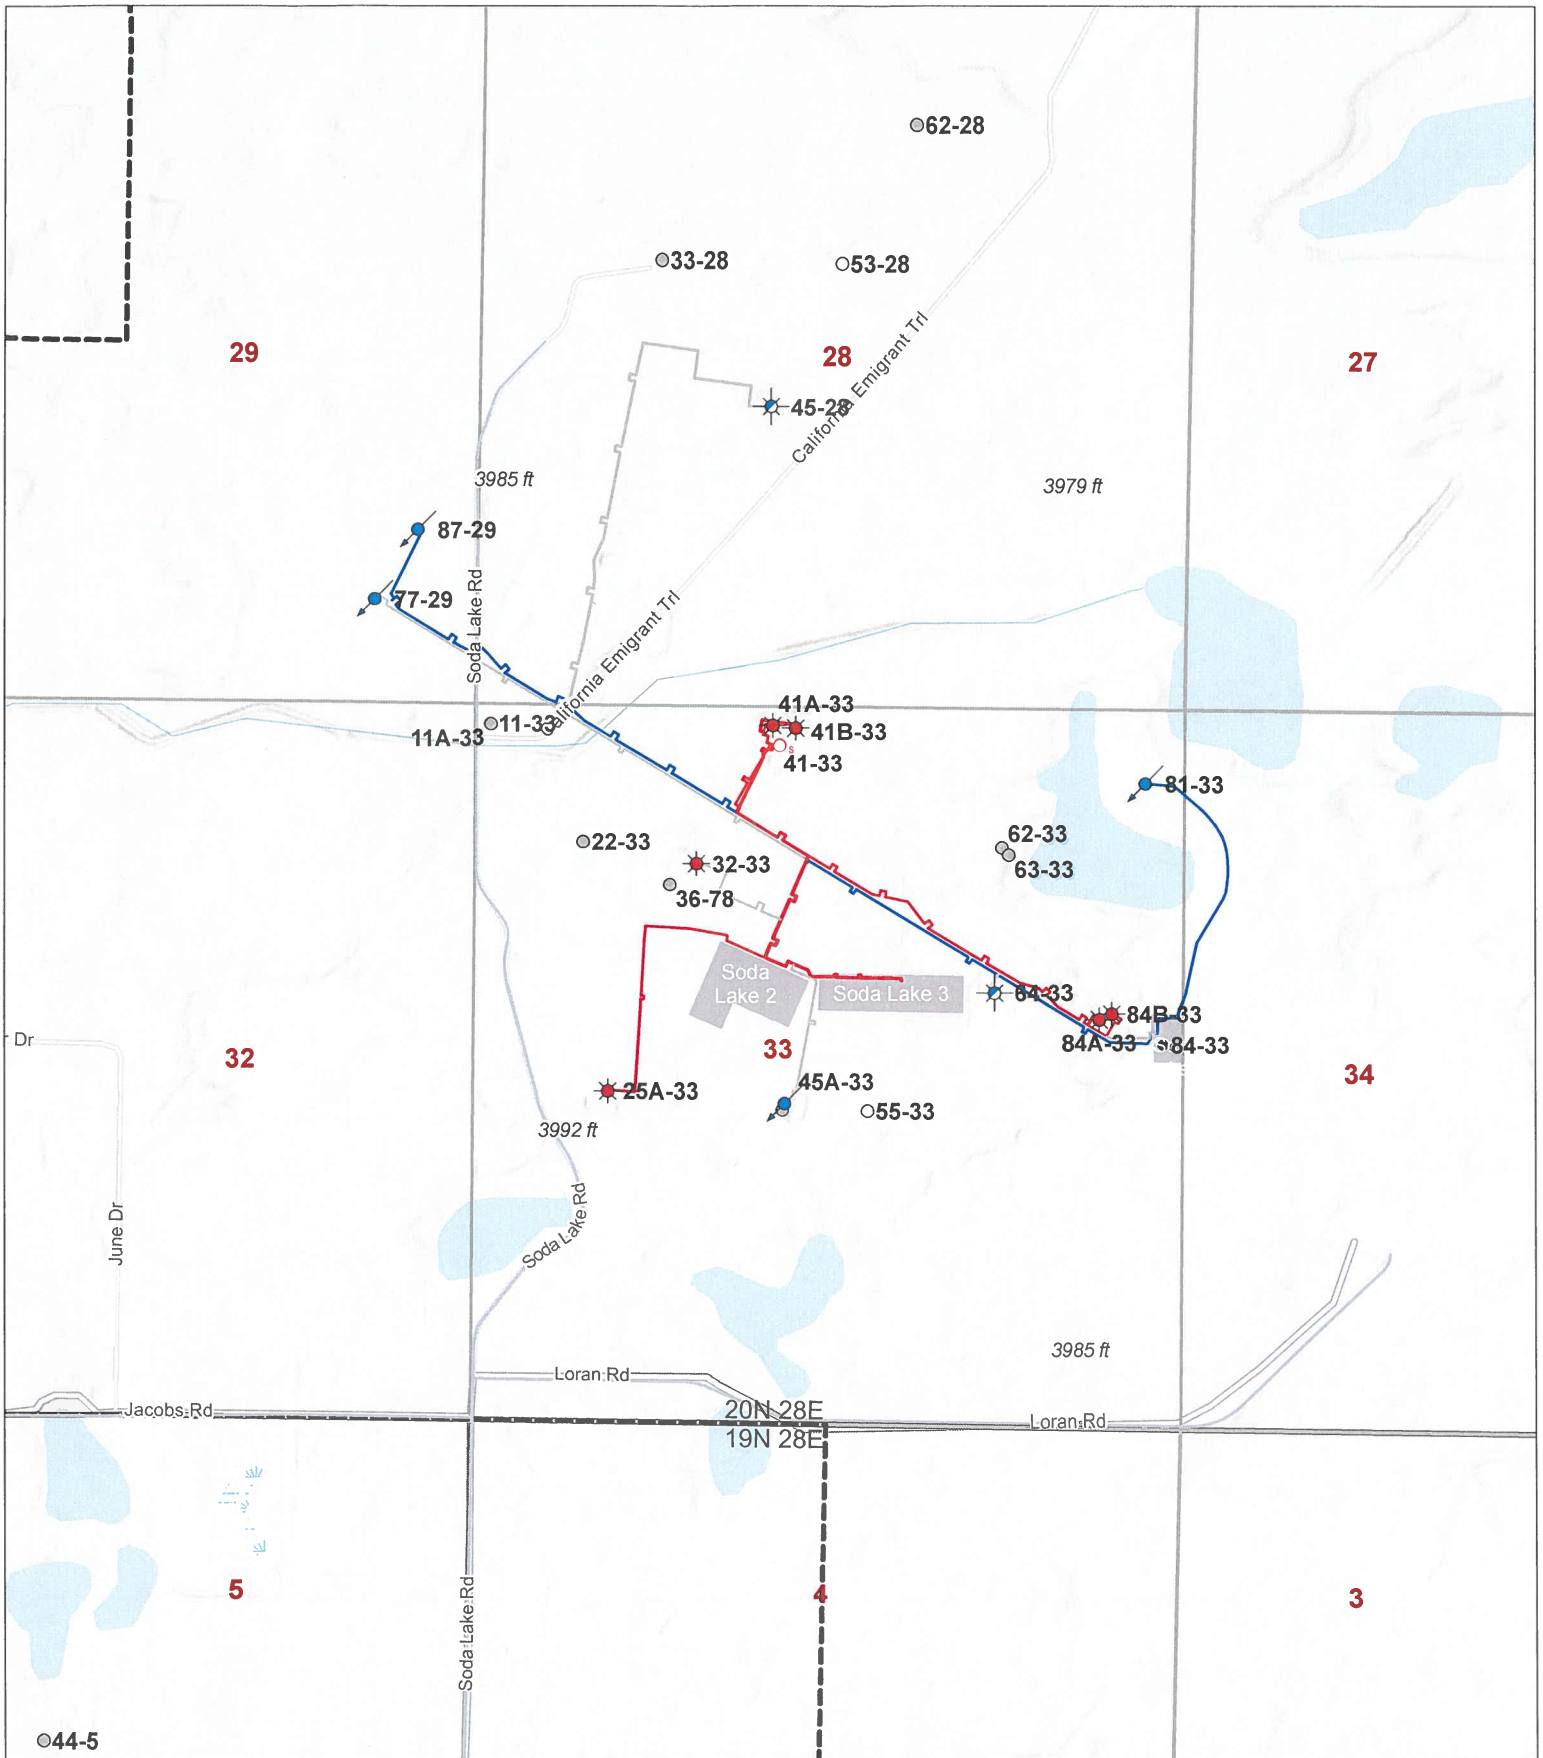 62-28
33-28
53-28
29
28
27
California Emigrant Trl
45-28
3985 ft
3979 ft
87-29
77-29
Soda Lake Rd
California Emigrant Trl
41A-33
11-33
41B-33
11A-33
S
41-33
81-33
22-33
62-33
32-33
63-33
36-78
Soda
Lake 2
Soda Lake 3
64-33
84B-33
Dr
84A-33
84-33
32
33
34
45A-33
25A-33
55-33
3992 ft
June Dr
Soda Lake Rd
3985 ft
Loran Rd
Jacobs Rd
20N 28E
Loran Rd
19N 28E
5
4
3
Soda Lake Rd
44-5